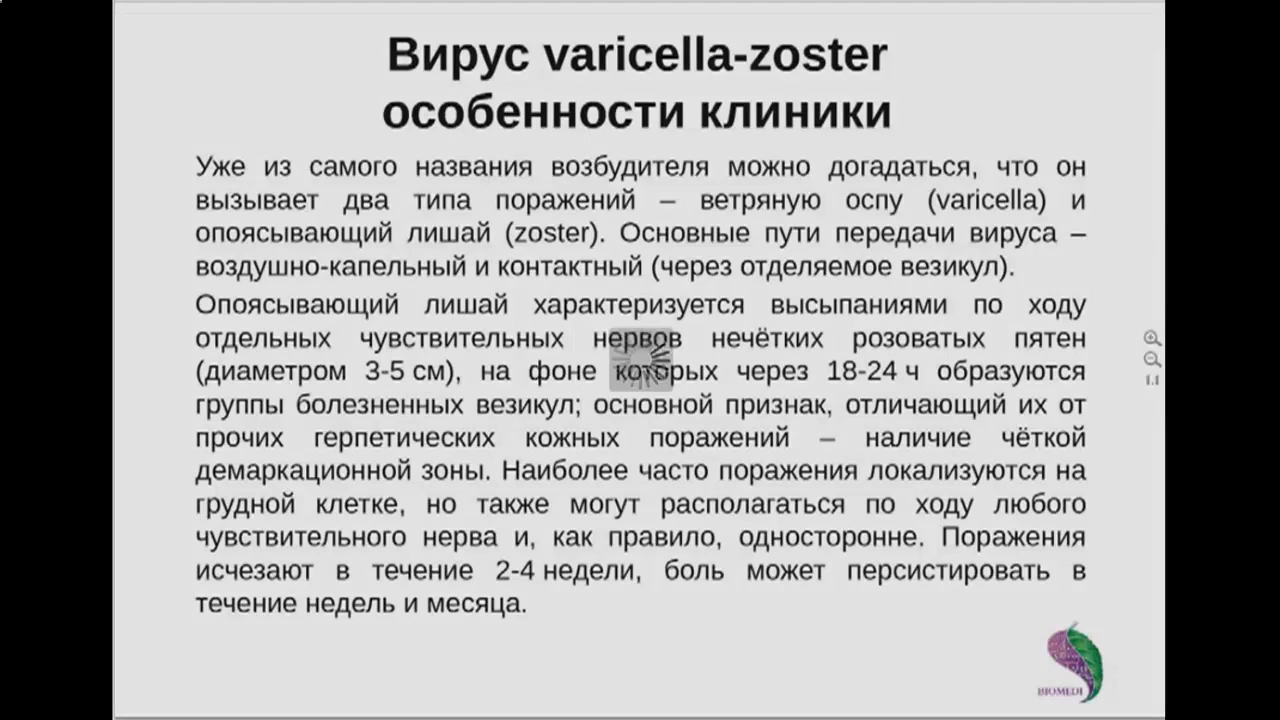 Вирус varicella-zoster
особенности клиники
Уже из самого названия возбудителя можно догадаться, что он
вызывает два типа поражений – ветряную оспу (varicella) и
опоясывающий лишай (zoster). Основные пути передачи вируса –
воздушно-капельный и контактный (через отделяемое везикул).
Опоясывающий лишай характеризуется высыпаниями по ходу
отдельных чувствительных нервов нечётких розоватых пятен
(диаметром 3-5 см), на фоне которых через 18-24 ч образуются
группы болезненных везикул; основной признак, отличающий их от
прочих герпетических кожных поражений – наличие чёткой
демаркационной зоны. Наиболее часто поражения локализуются на
грудной клетке, но также могут располагаться по ходу любого
чувствительного нерва и, как правило, односторонне. Поражения
исчезают в течение 2-4 недели, боль может персистировать в
течение недель и месяца.
1:1
BIOMEDI